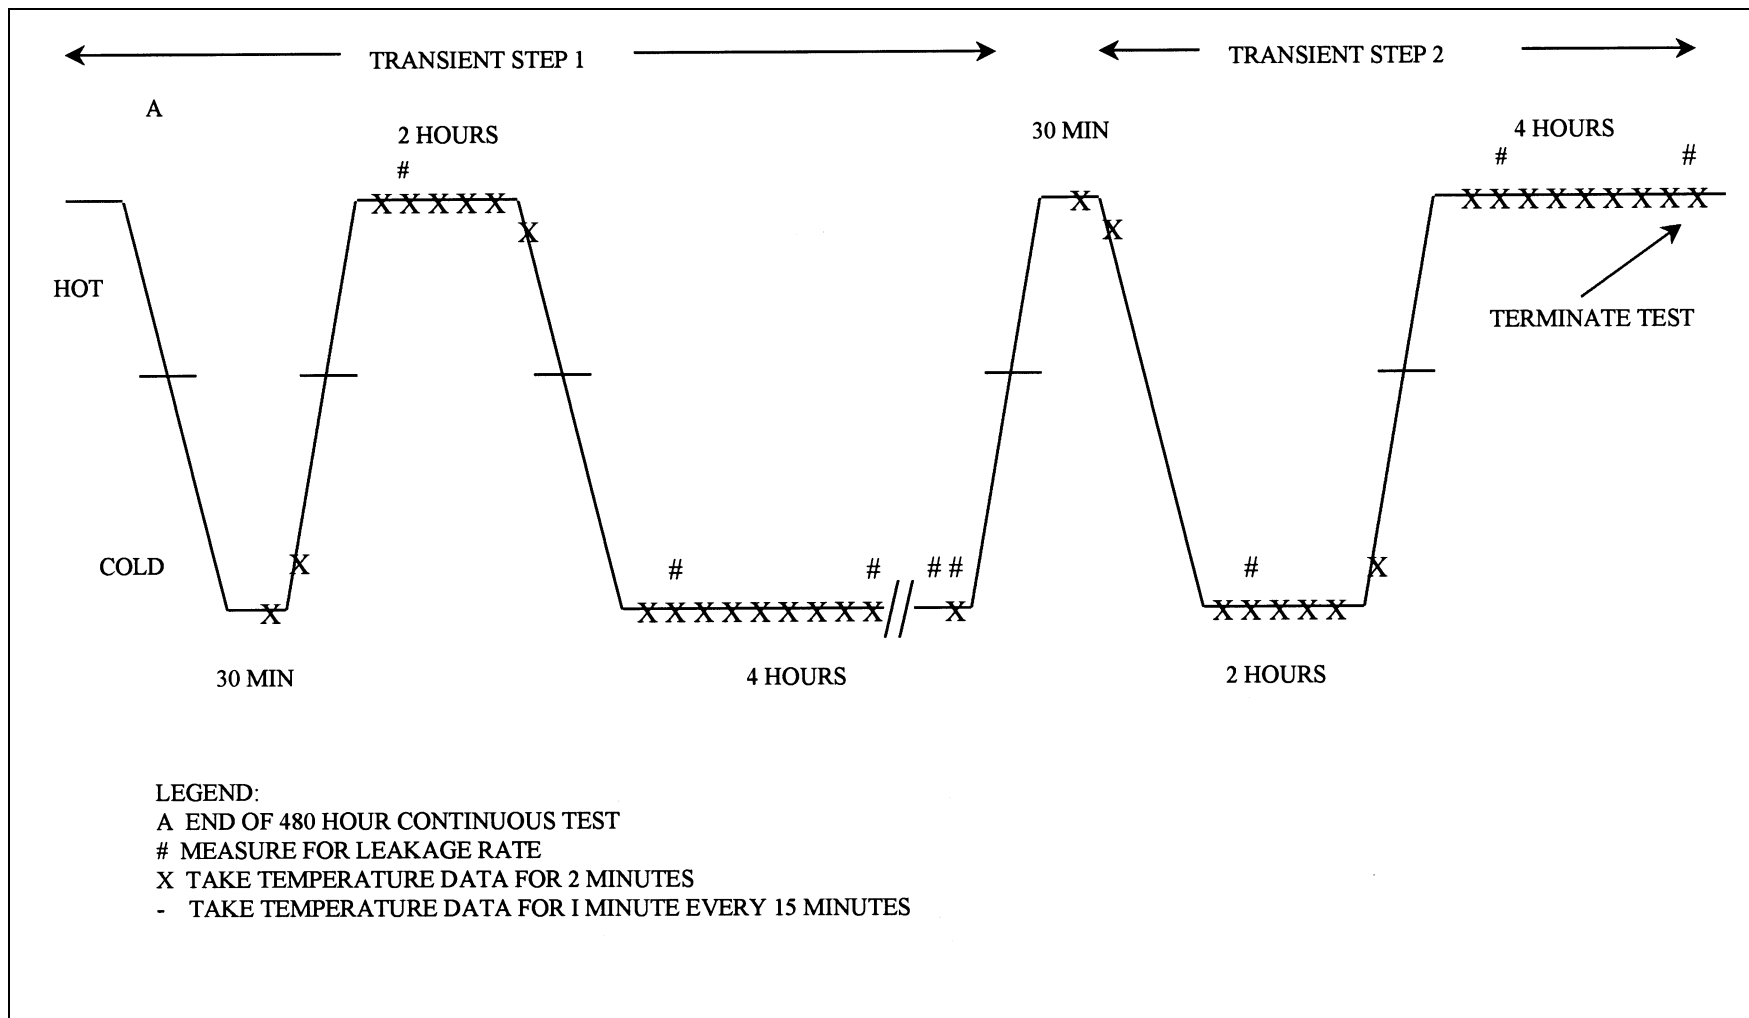 TRANSIENT STEP 1
TRANSIENT STEP 2
A
2 HOURS
30 MIN
4 HOURS
#
# #
X X X X X
X
X X X X X X X X X
X
X
HOT
TERMINATE TEST
COLD
# # # #
#
X
X
X
X X X X X X X X X
X
X X X X X
30 MIN
4 HOURS
2 HOURS
LEGEND:
A END OF 480 HOUR CONTINUOUS TEST
# MEASURE FOR LEAKAGE RATE
X TAKE TEMPERATURE DATA FOR 2 MINUTES
- TAKE TEMPERATURE DATA FOR I MINUTE EVERY 15 MINUTES